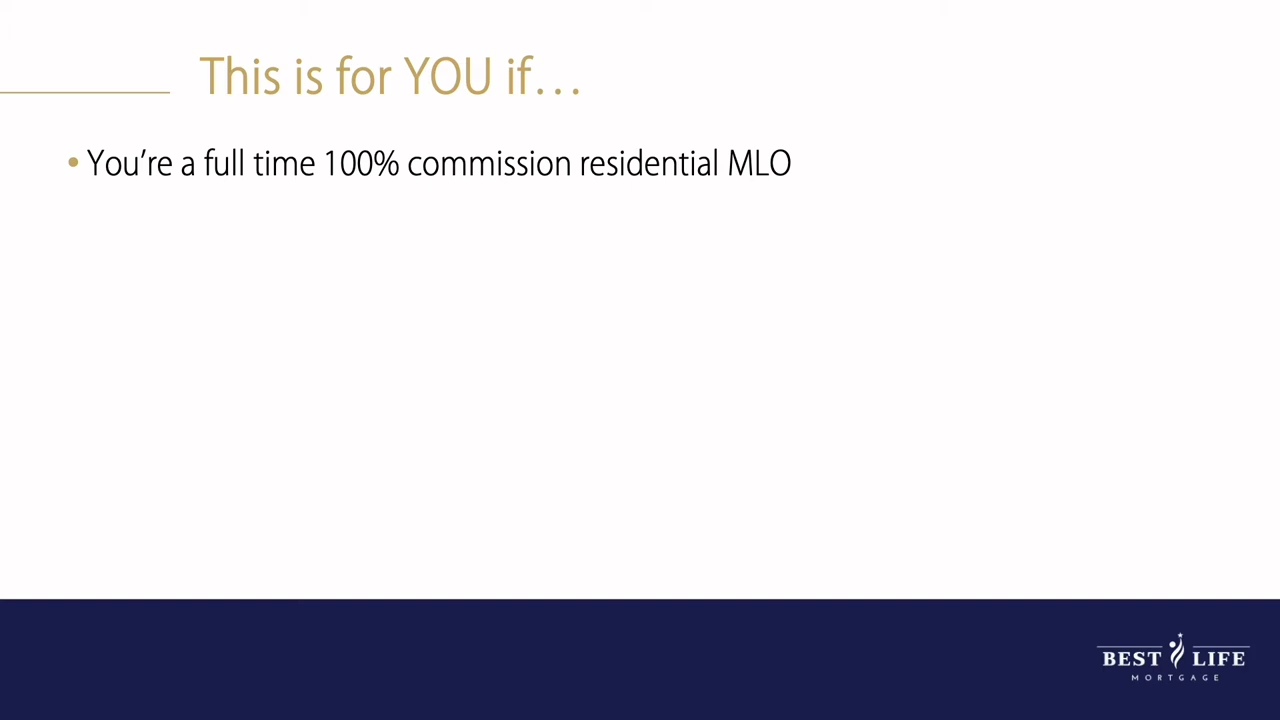 This is for YOU if…
• You’re a full time 100% commission residential MLO
BEST LIFE
MORTGAGE